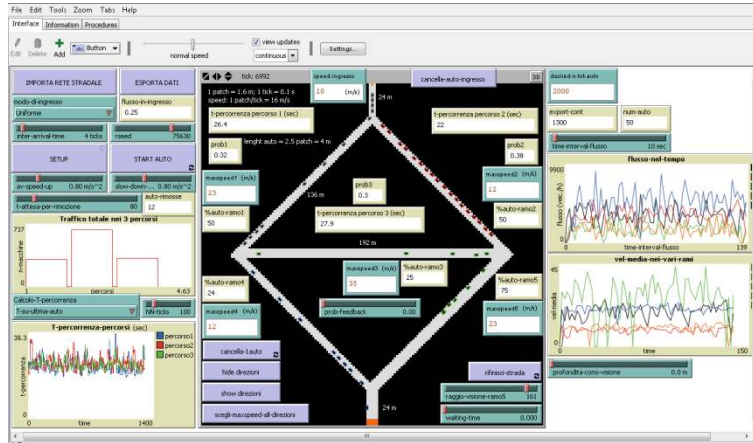 File Edit Tools Zoom Tabs Help
Interface Information Procedures
Edit Delete Add Button
normal speed
view updates
continuous
Settings...
IMPORTA RETE STRADALE
ESPORTA DATI
modo-di-ingresso
Uniforme
flusso-in-ingresso
0.25
inter-arrival-time 4 ticks
rseed 75630
SETUP
START AUTO
av-speed-up 0.80 m/s^2
slow-down-... 0.80 m/s^2
t-attesa-per-rimozione 80
auto-rimosse
12
Traffico totale nei 3 percorsi
737
n-macchine
0
1 percorsi 4.63
Calcolo-T-percorrenza
T-su-ultima-auto
NN-ticks 100
T-percorrenza-percorsi (sec)
38.3
t-percorrenza
0
0 time 1400
percorso1
percorso2
percorso3
tick: 6992
3D
1 patch = 1.6 m; 1 tick = 0.1 s
speed: 1 patch/tick = 16 m/s
speed-ingresso
10 (m/s)
cancella-auto-ingresso
24 m
t-percorrenza percorso 1 (sec)
26.4
t-percorrenza percorso 2 (sec)
22
prob1
0.32
lenght auto = 2.5 patch = 4 m
prob2
0.38
maxspeed1 (m/s)
23
maxspeed2 (m/s)
12
136 m
prob3
0.3
%auto-ramo1
50
t-percorrenza percorso 3 (sec)
27.9
%auto-ramo2
50
192 m
%auto-ramo4
24
maxspeed3 (m/s)
35
%auto-ramo3
25
%auto-ramo5
75
maxspeed4 (m/s)
12
prob-feedback 0.00
maxspeed5 (m/s)
23
cancella-1auto
hide direzioni
show direzioni
scegli-maxspeed-all-direzioni
rifinisci-strada
raggio-visione-ramo5 161
waiting-time 0.000
24 m
desired-n-tot-auto
2000
export-cont
1300
num-auto
50
time-interval-flusso 10 sec
flusso-nel-tempo
9900
flusso (veic./h)
0
0 time-interval-flusso 139
vel-media-nei-vari-rami
45
vel-media
0
0 time 150
profondita-cono-visione 0.0 m